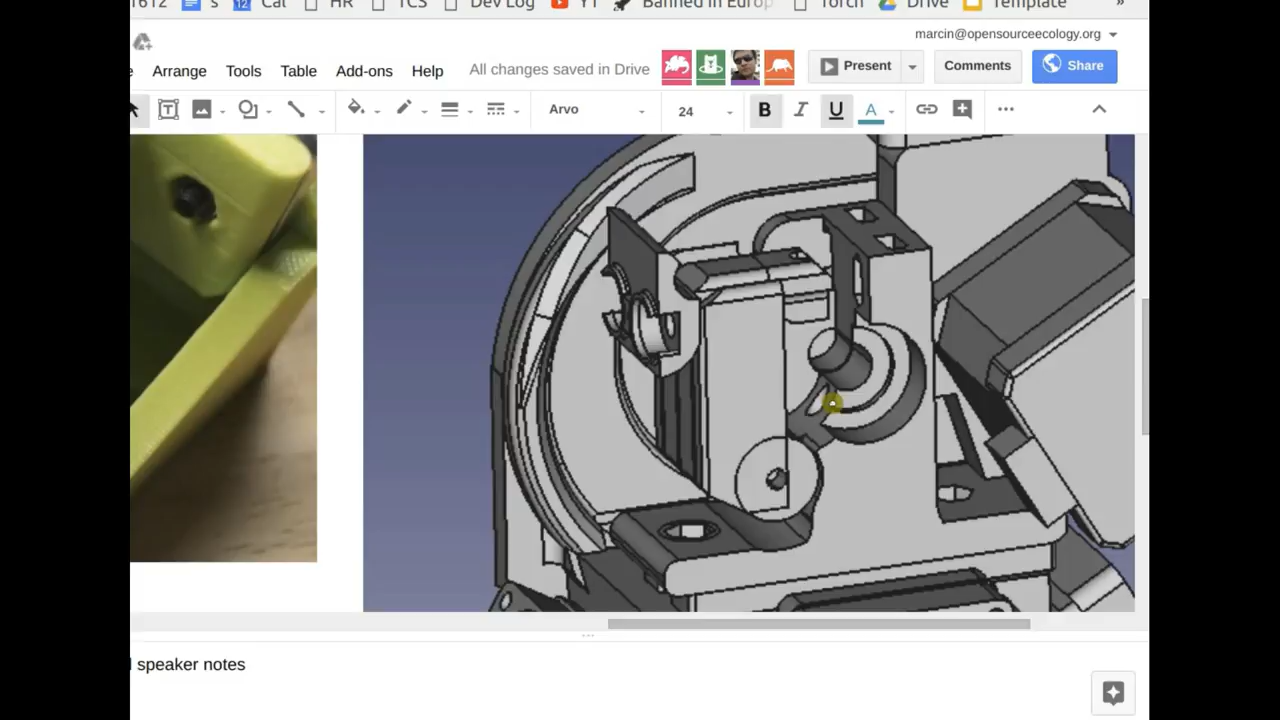 1612 s Cal HR TCS Dev Log YT Banned in Europ Torch Drive Template »
marcin@opensourceecology.org
Arrange Tools Table Add-ons Help All changes saved in Drive Present Comments Share
Arvo 24 B I U A
speaker notes